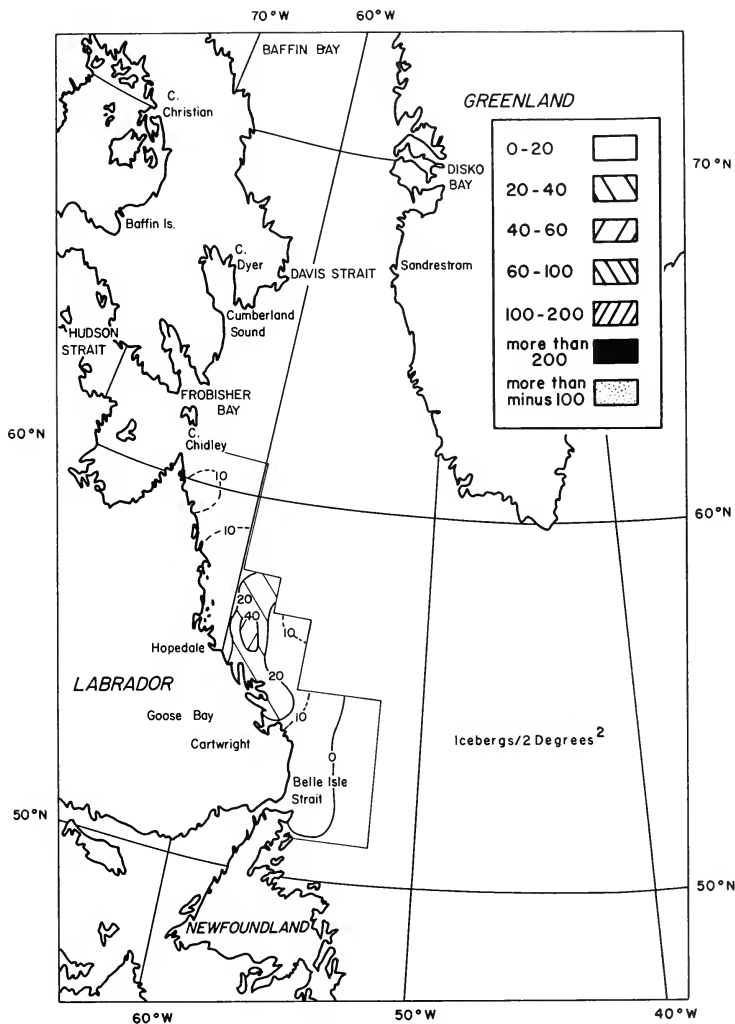 70°W 60°W
BAFFIN BAY
GREENLAND
C.
Christian
0-20
20-40
40-60
60-100
100-200
more than
200
more than
minus 100
70°N
DISKO
BAY
Baffin Is.
C.
Dyer
DAVIS STRAIT
Sandrestrom
Cumberland
Sound
HUDSON
STRAIT
FROBISHER
BAY
60°N
C.
Chidley
10
60°N
10
20
40
10
Hopedale
20
LABRADOR
10
Goose Bay
Cartwright
0
Icebergs/2 Degrees²
Belle Isle
Strait
50°N
50°N
NEWFOUNDLAND
60°W
50°W
40°W